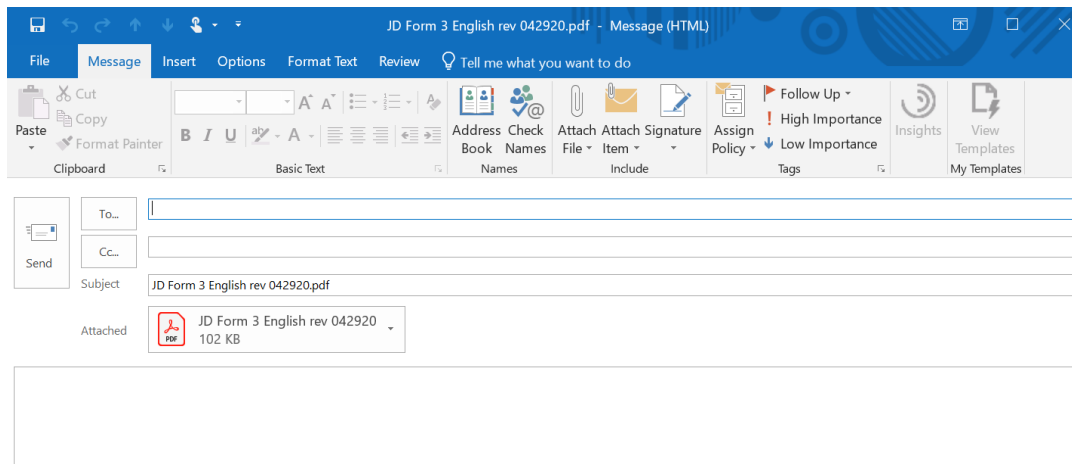 JD Form 3 English rev 042920.pdf - Message (HTML)
File Message Insert Options Format Text Review Tell me what you want to do
Paste
Cut
Copy
Format Painter
Clipboard
B I U aby A
A A
Basic Text
Address Book
Check Names
Names
Attach File
Attach Item
Signature
Include
Assign Policy
Follow Up
! High Importance
Low Importance
Tags
Insights
View Templates
My Templates
Send
To...
Cc...
Subject JD Form 3 English rev 042920.pdf
Attached
PDF
JD Form 3 English rev 042920
102 KB